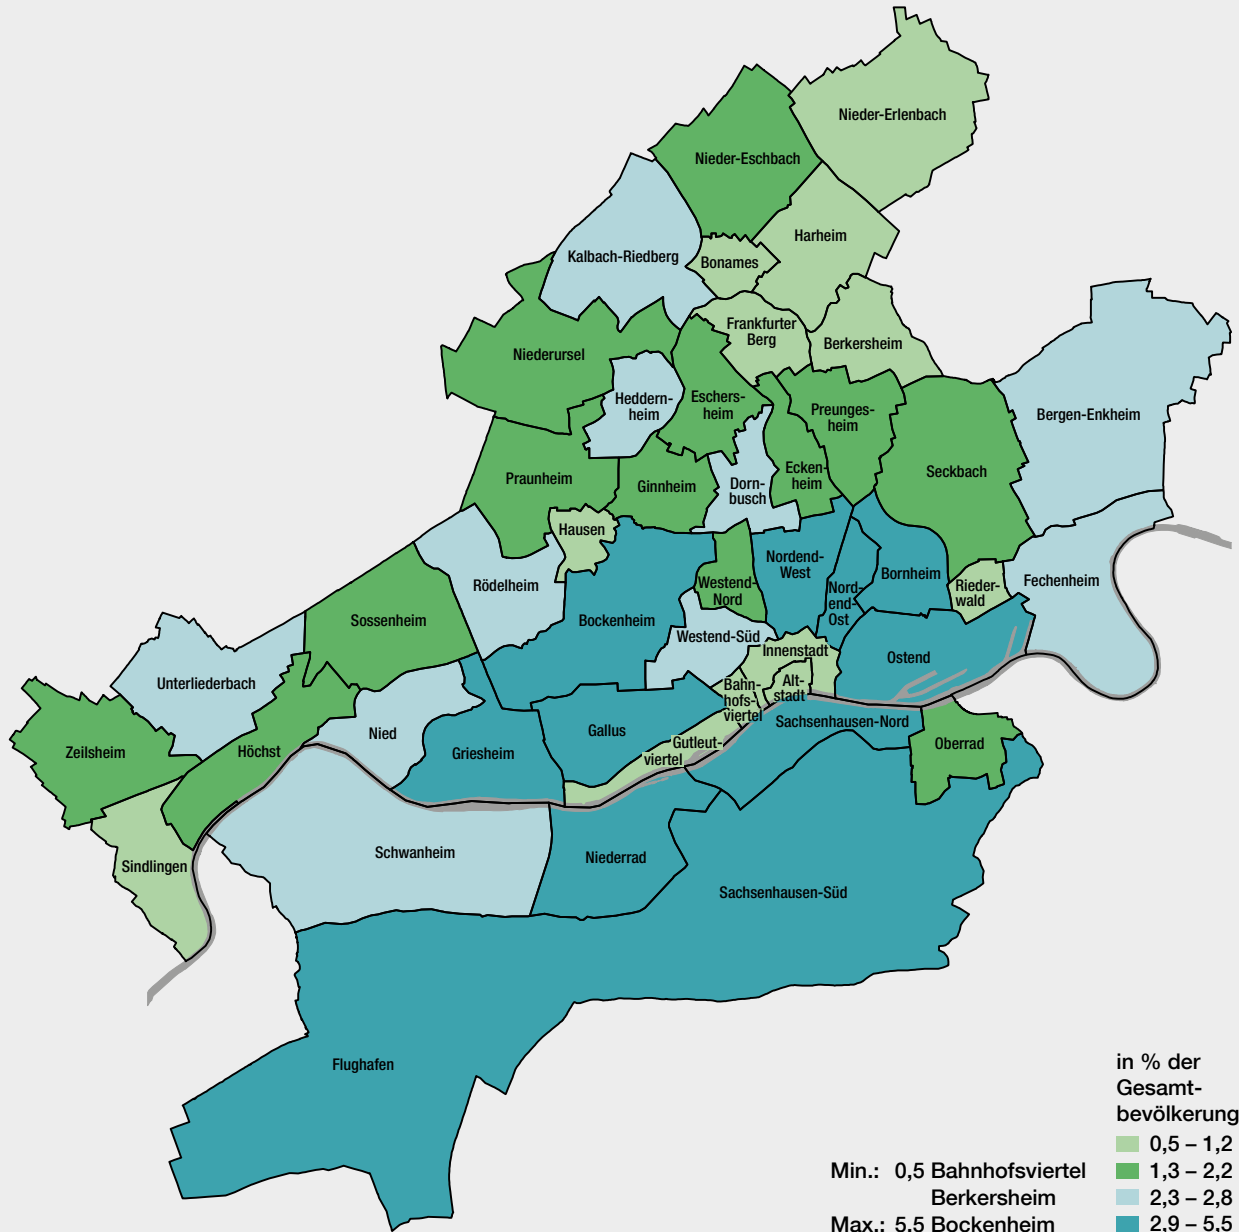 Nieder-Erlenbach
Nieder-Eschbach
Harheim
Kalbach-Riedberg
Bonames
Frankfurter
Berg
Berkersheim
Niederursel
Heddern-
heim
Eschers-
heim
Preunges-
heim
Bergen-Enkheim
Seckbach
Praunheim
Ginnheim
Dorn-
busch
Ecken-
heim
Hausen
Rödelheim
Nordend-
West
Bornheim
Westend-
Nord
Nord-
end-
Ost
Rieder-
wald
Fechenheim
Sossenheim
Bockenheim
Westend-Süd
Innenstadt
Ostend
Unterliederbach
Bahn-
hofs-
viertel
Alt-
stadt
Zeilsheim
Höchst
Nied
Griesheim
Gallus
Gutleut-
viertel
Sachsenhausen-Nord
Oberrad
Sindlingen
Schwanheim
Niederrad
Sachsenhausen-Süd
Flughafen
in % der
Gesamt-
bevölkerung
0,5 – 1,2
1,3 – 2,2
2,3 – 2,8
2,9 – 5,5
Min.: 0,5 Bahnhofsviertel
Berkersheim
Max.: 5,5 Bockenheim